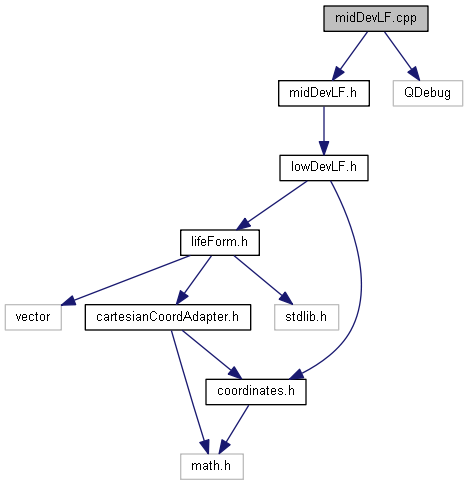 midDevLF.cpp
midDevLF.h
QDebug
lowDevLF.h
lifeForm.h
vector
cartesianCoordAdapter.h
stdlib.h
coordinates.h
math.h